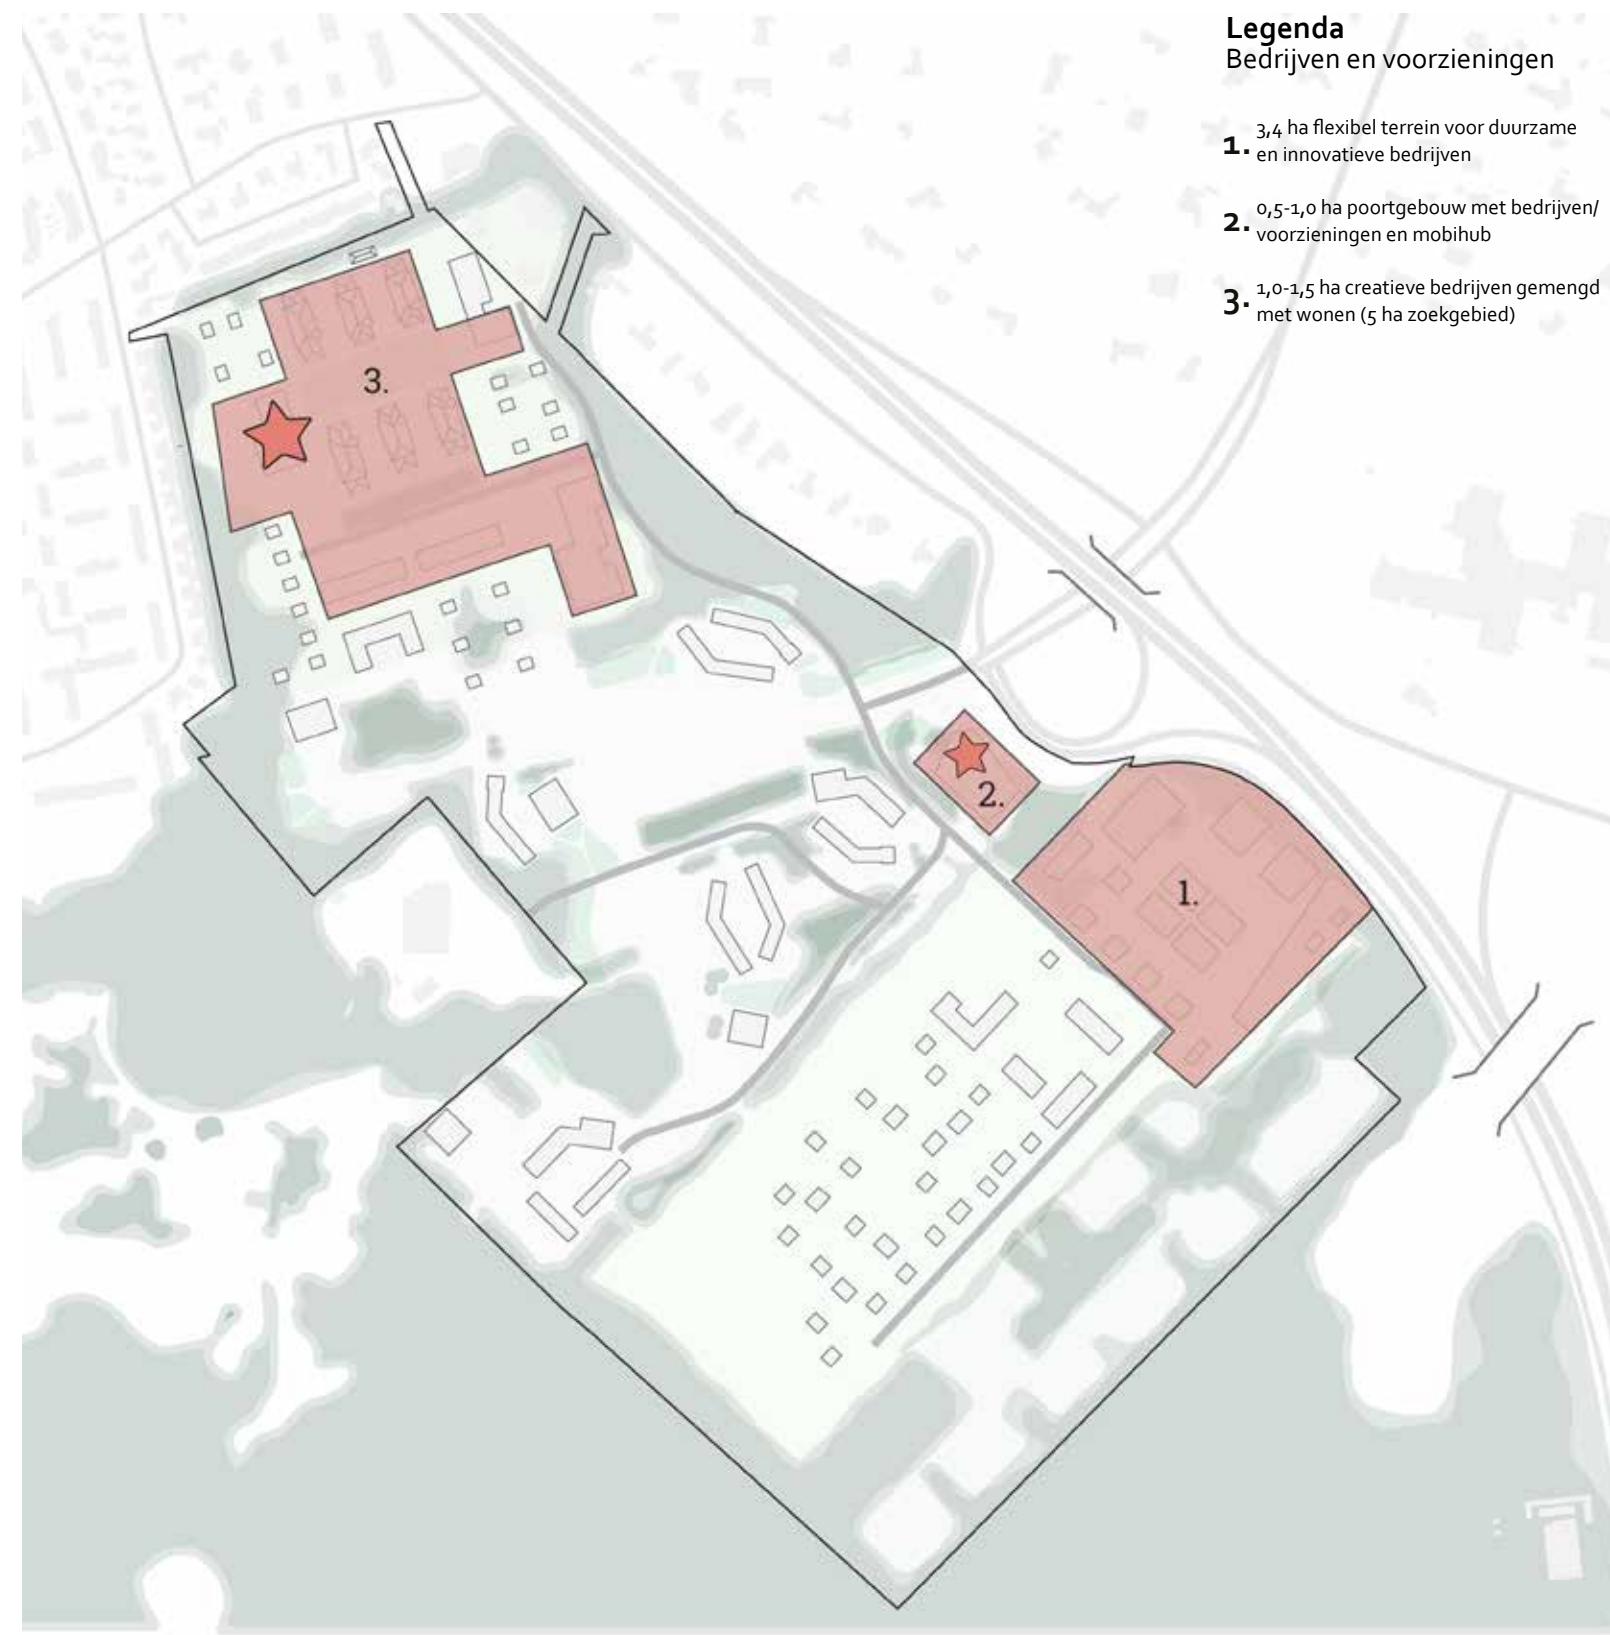 Legenda
Bedrijven en voorzieningen
1. 3,4 ha flexibel terrein voor duurzame
en innovatieve bedrijven
2. 0,5-1,0 ha poortgebouw met bedrijven/
voorzieningen en mobihub
3. 1,0-1,5 ha creatieve bedrijven gemengd
met wonen (5 ha zoekgebied)
3.
2.
1.